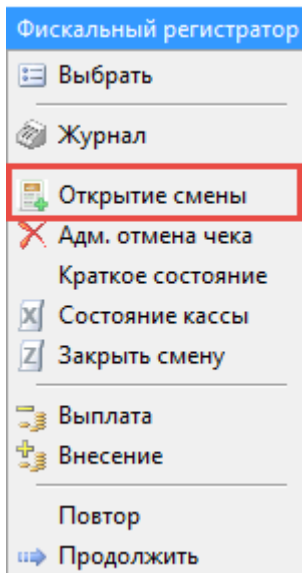 Фискальный регистратор
Выбрать
Журнал
Открытие смены
Адм. отмена чека
Краткое состояние
X Состояние кассы
Z Закрыть смену
Выплата
Внесение
Повтор
Продолжить